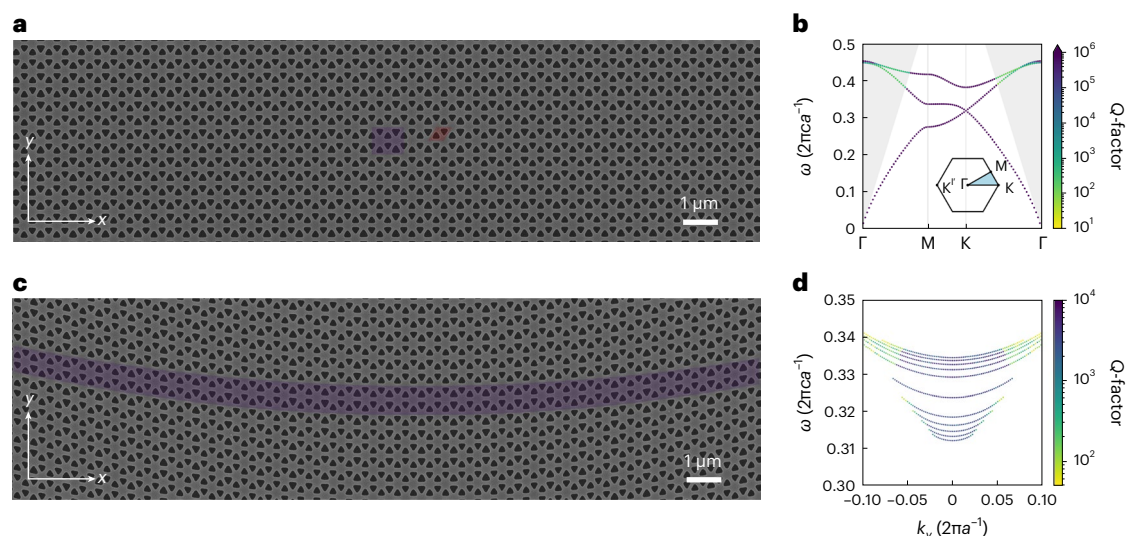 a
y
x
1 µm
b
ω (2πca⁻¹)
0.5
0.4
0.3
0.2
0.1
0
Γ
M
K
Γ
K′
Γ
M
K
10⁶
10⁵
10⁴
10³
10²
10¹
Q-factor
c
y
x
1 µm
d
ω (2πca⁻¹)
0.35
0.34
0.33
0.32
0.31
0.30
−0.10
−0.05
0
0.05
0.10
kᵧ (2πa⁻¹)
10⁴
10³
10²
Q-factor